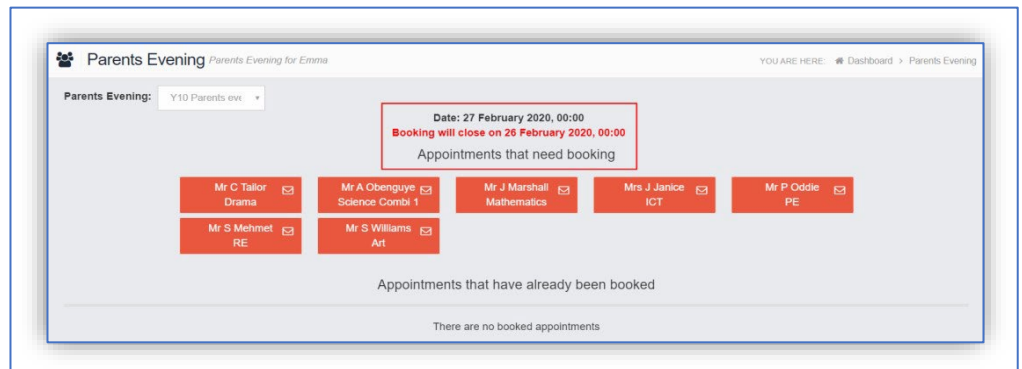 Parents Evening Parents Evening for Emma
YOU ARE HERE: Dashboard > Parents Evening
Parents Evening: Y10 Parents eve
Date: 27 February 2020, 00:00
Booking will close on 26 February 2020, 00:00
Appointments that need booking
Mr C Tailor
Drama
Mr A Obenguye
Science Combi 1
Mr J Marshall
Mathematics
Mrs J Janice
ICT
Mr P Oddie
PE
Mr S Mehmet
RE
Mr S Williams
Art
Appointments that have already been booked
There are no booked appointments